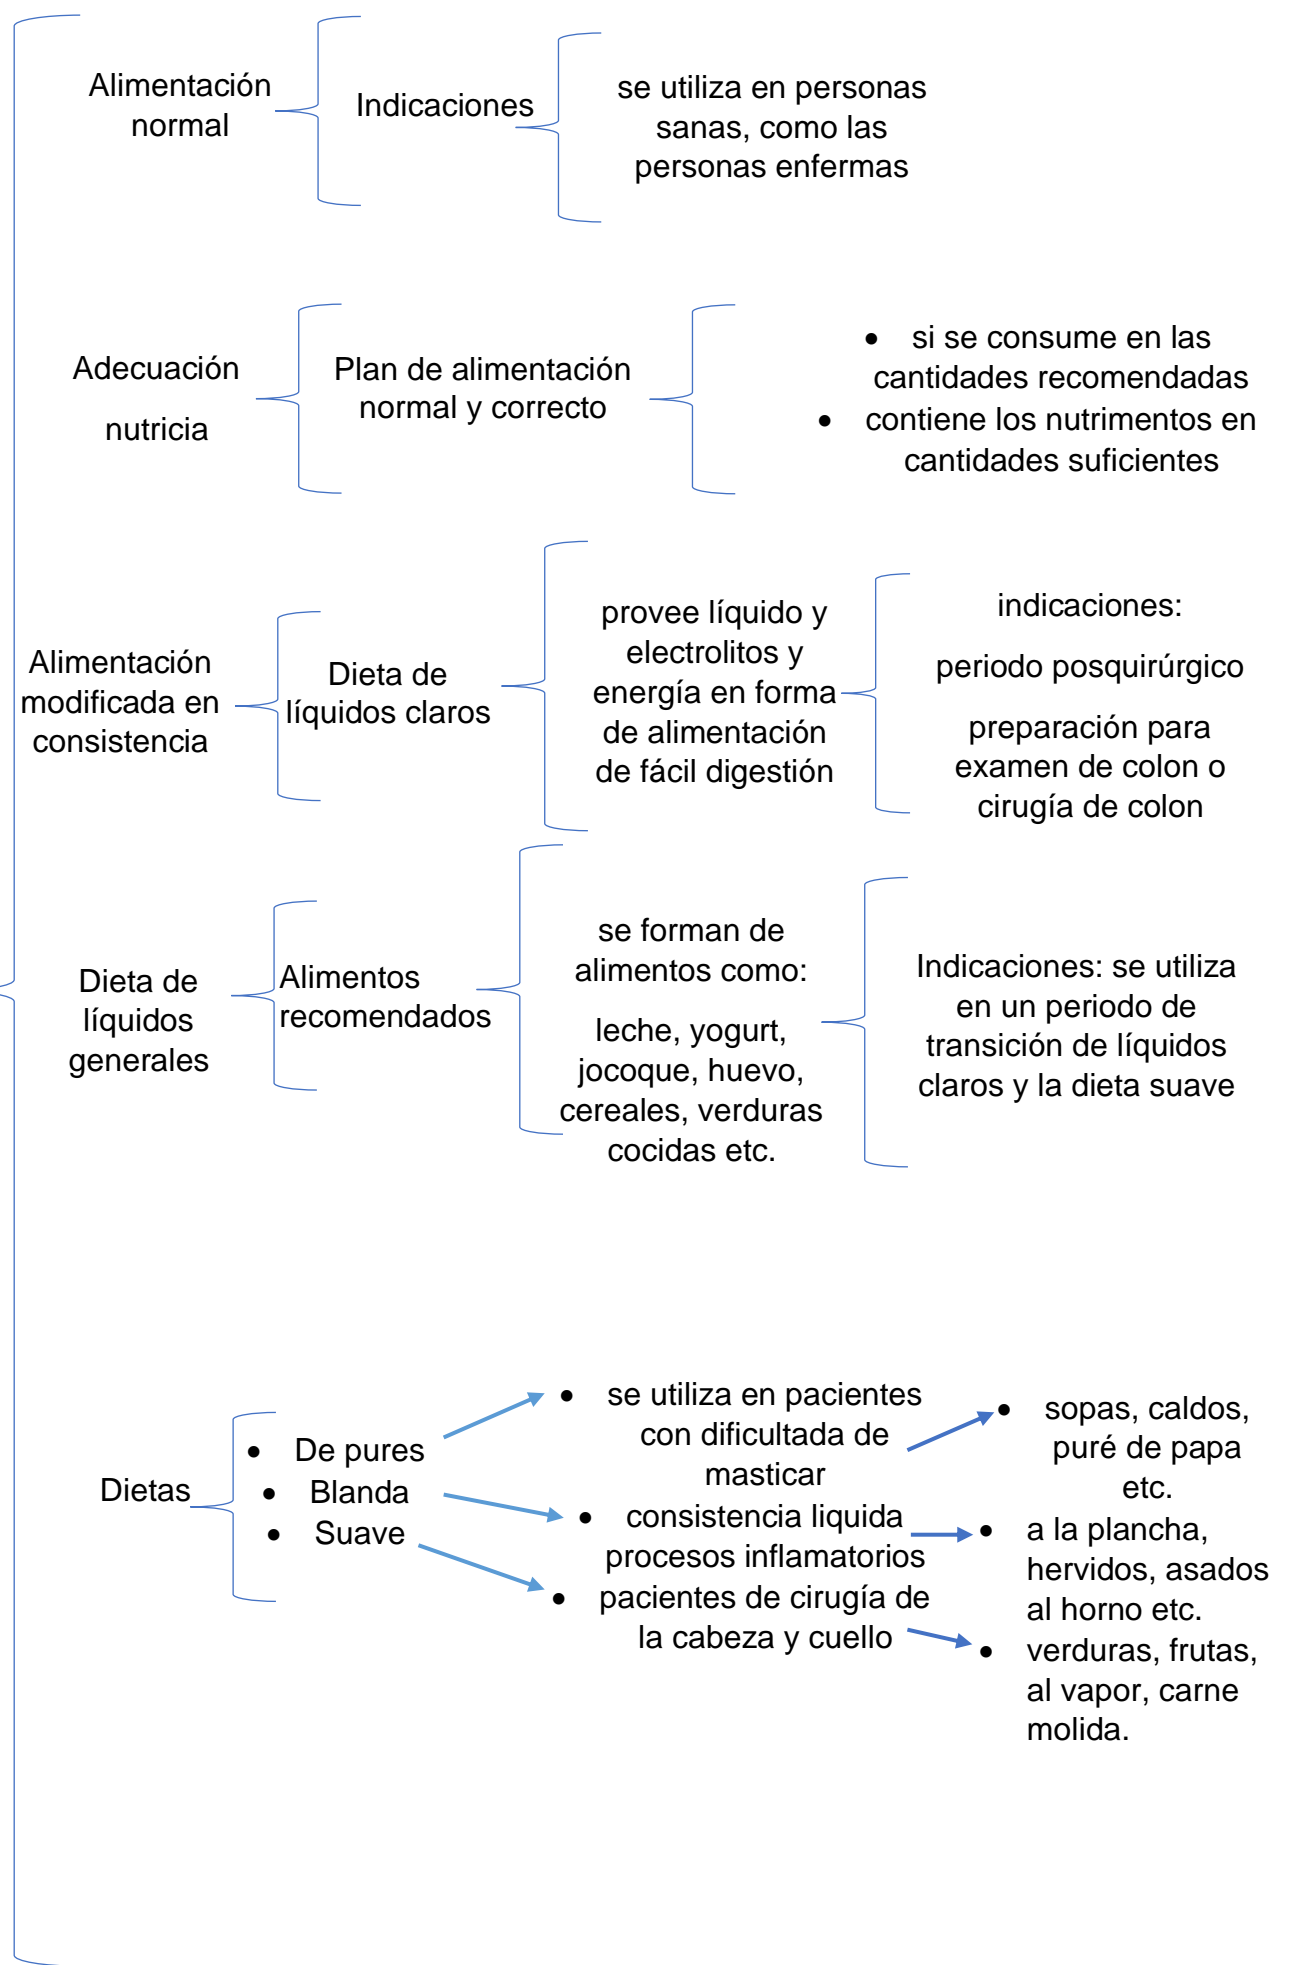 Alimentación
normal
Indicaciones
se utiliza en personas
sanas, como las
personas enfermas
Adecuación
nutricia
Plan de alimentación
normal y correcto
• si se consume en las
cantidades recomendadas
• contiene los nutrimentos en
cantidades suficientes
Alimentación
modificada en
consistencia
Dieta de
líquidos claros
provee líquido y
electrolitos y
energía en forma
de alimentación
de fácil digestión
indicaciones:
periodo posquirúrgico
preparación para
examen de colon o
cirugía de colon
Dieta de
líquidos
generales
Alimentos
recomendados
se forman de
alimentos como:
leche, yogurt,
jocoque, huevo,
cereales, verduras
cocidas etc.
Indicaciones: se utiliza
en un periodo de
transición de líquidos
claros y la dieta suave
Dietas
• De pures
• Blanda
• Suave
• se utiliza en pacientes
con dificultada de
masticar
• consistencia liquida
procesos inflamatorios
• pacientes de cirugía de
la cabeza y cuello
• sopas, caldos,
puré de papa
etc.
• a la plancha,
hervidos, asados
al horno etc.
• verduras, frutas,
al vapor, carne
molida.